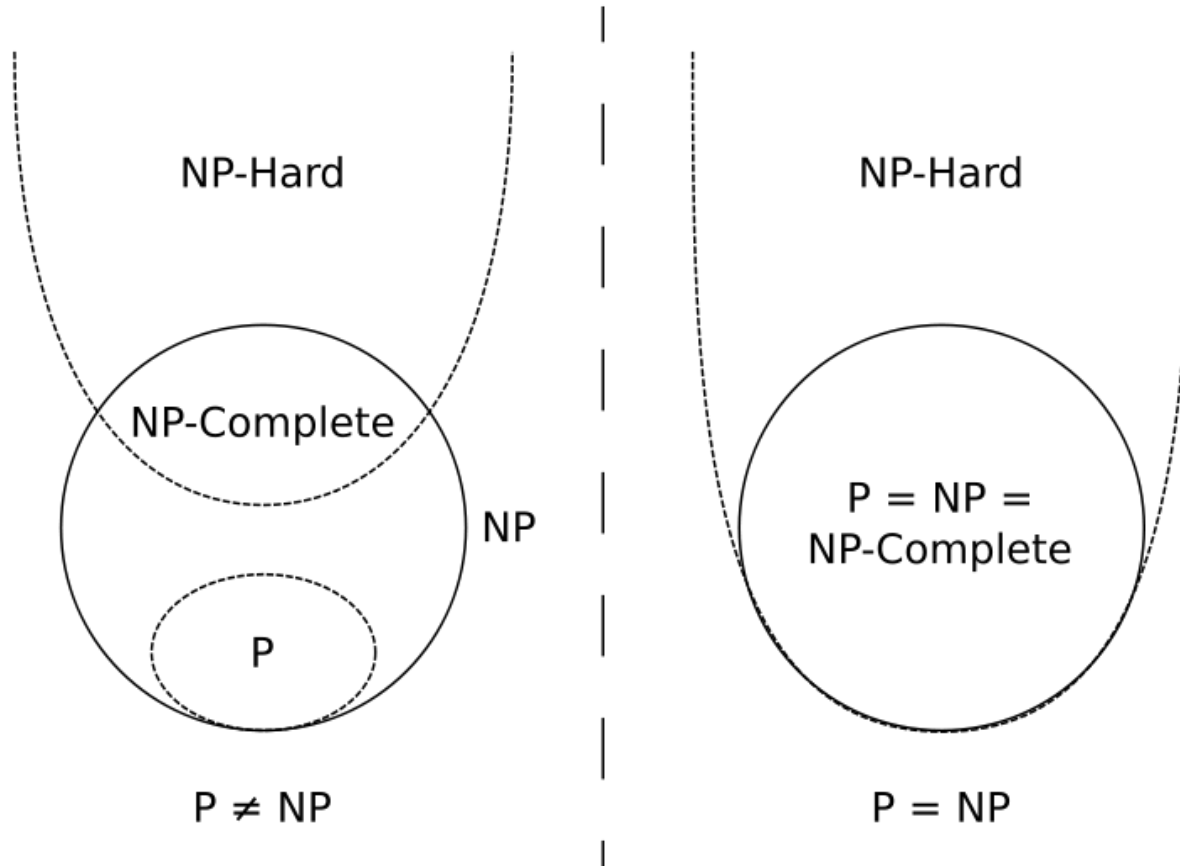 NP-Hard
NP-Complete
NP
P
P ≠ NP
NP-Hard
P = NP =
NP-Complete
P = NP